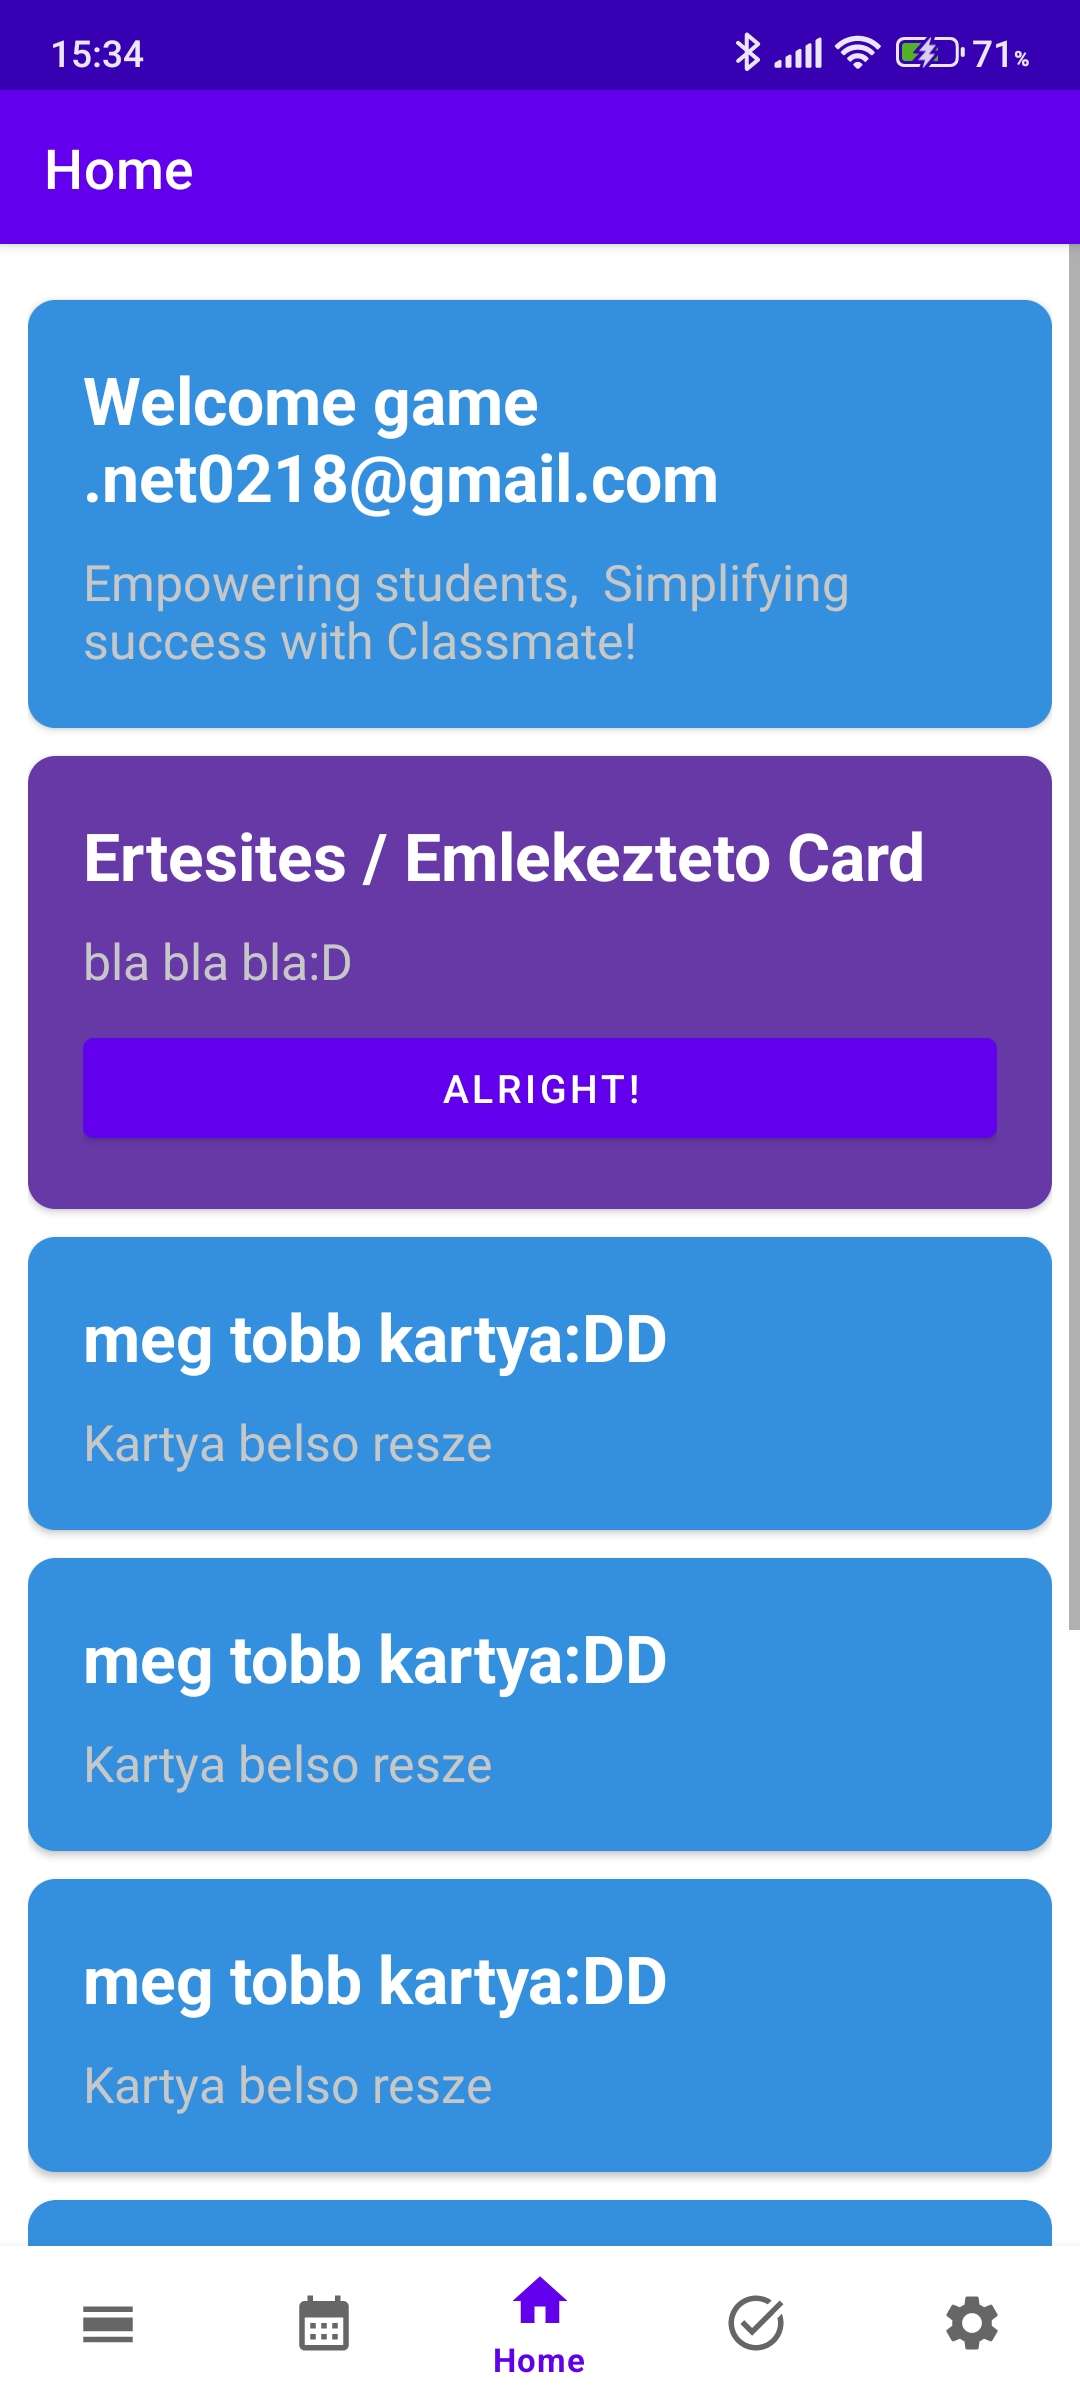 15:34
71%
Home
Welcome game
.net0218@gmail.com
Empowering students,  Simplifying
success with Classmate!
Ertesites / Emlekezteto Card
bla bla bla:D
ALRIGHT!
meg tobb kartya:DD
Kartya belso resze
meg tobb kartya:DD
Kartya belso resze
meg tobb kartya:DD
Kartya belso resze
Home